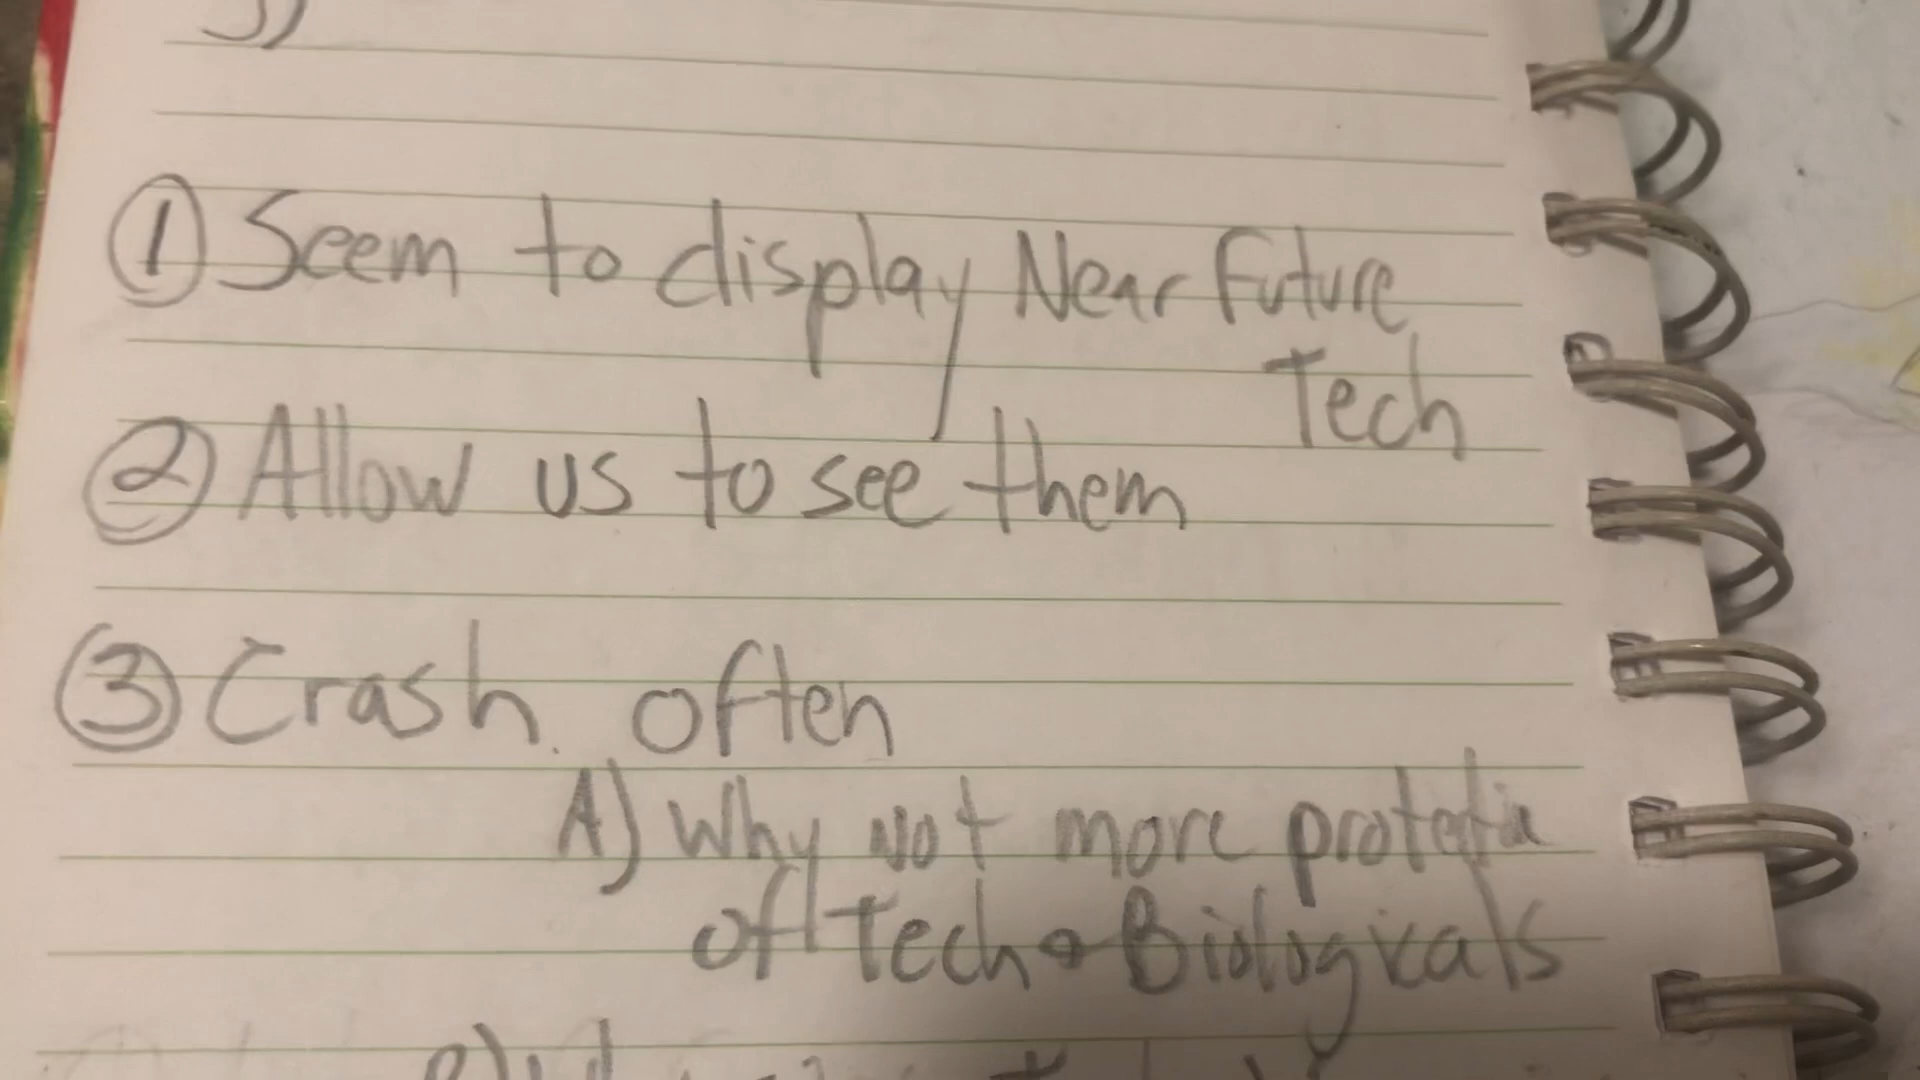 ① Seem to display Near Future
Tech
② Allow us to see them
③ Crash often
A) Why Not more
of Tech & Biologicals
B)